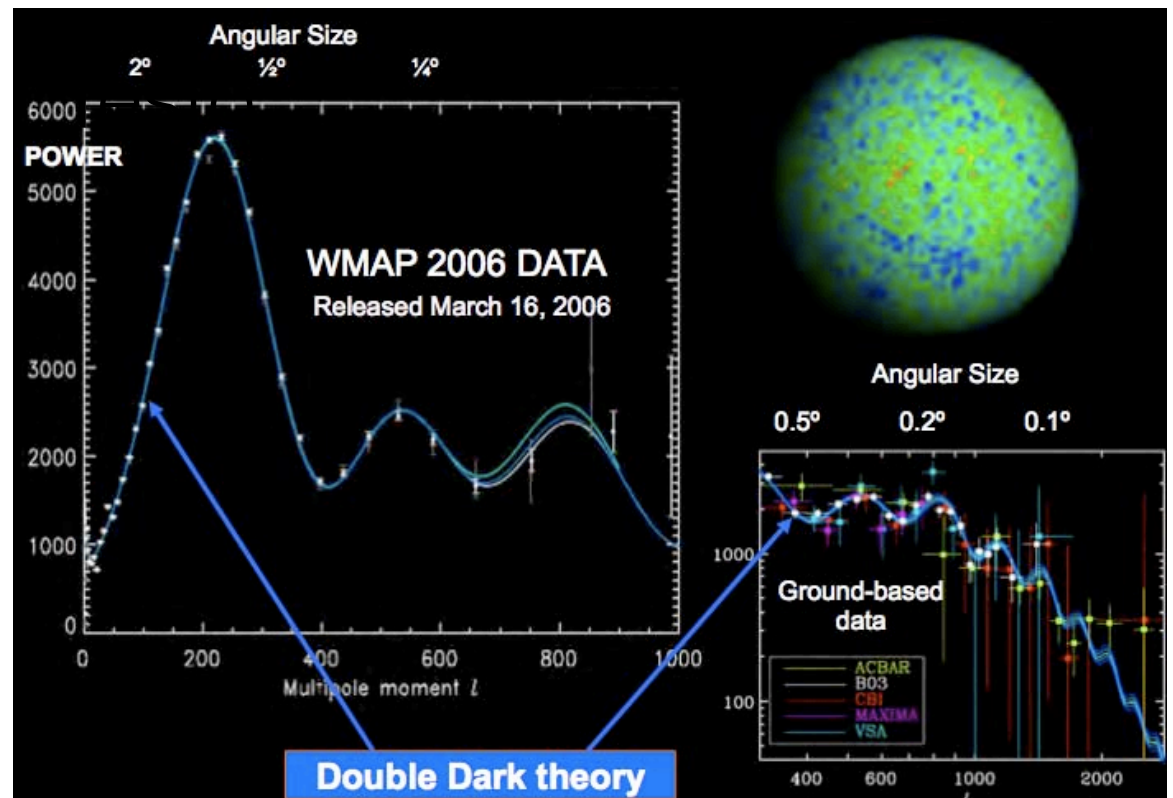 Angular Size
2º ½º ¼º
6000
POWER
5000
4000
3000
2000
1000
0
WMAP 2006 DATA
Released March 16, 2006
0 200 400 600 800 1000
Multipole moment l
Angular Size
0.5º 0.2º 0.1º
1000
100
Ground-based
data
ACBAR
B03
CBI
MAXIMA
VSA
400 600 1000 2000
Double Dark theory